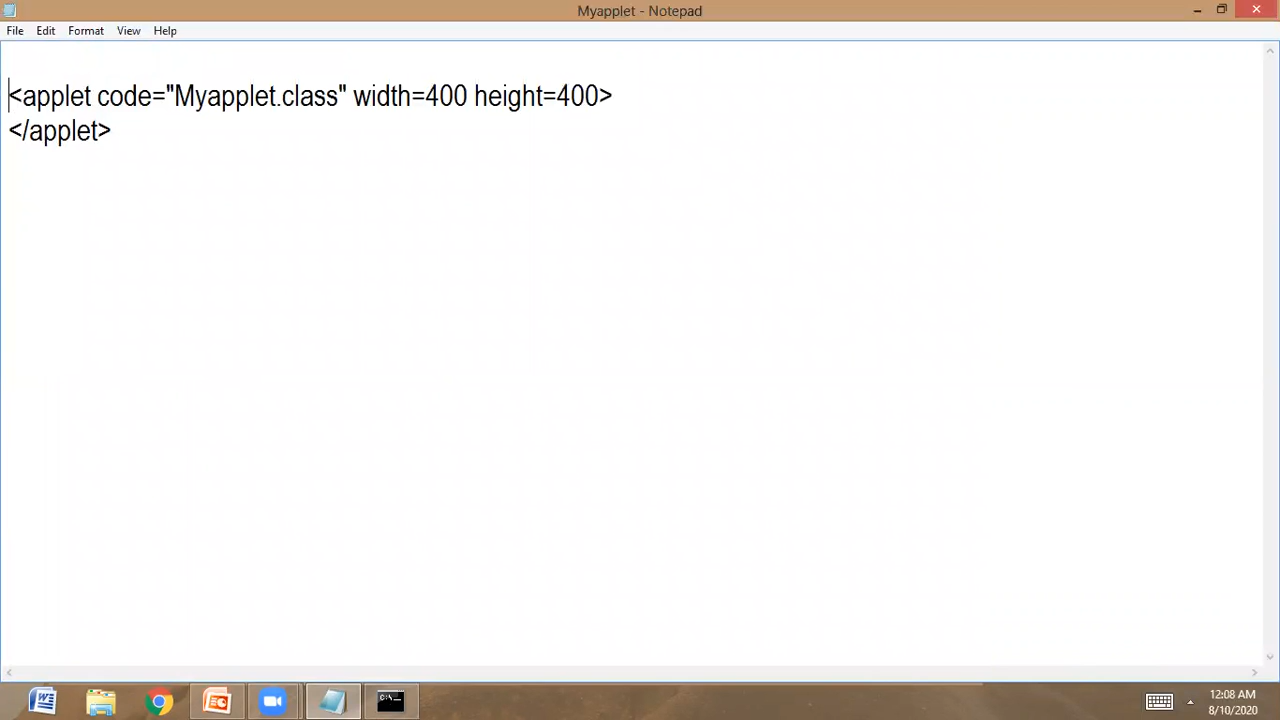 Myapplet - Notepad
File Edit Format View Help
<applet code="Myapplet.class" width=400 height=400>
</applet>
12:08 AM
8/10/2020